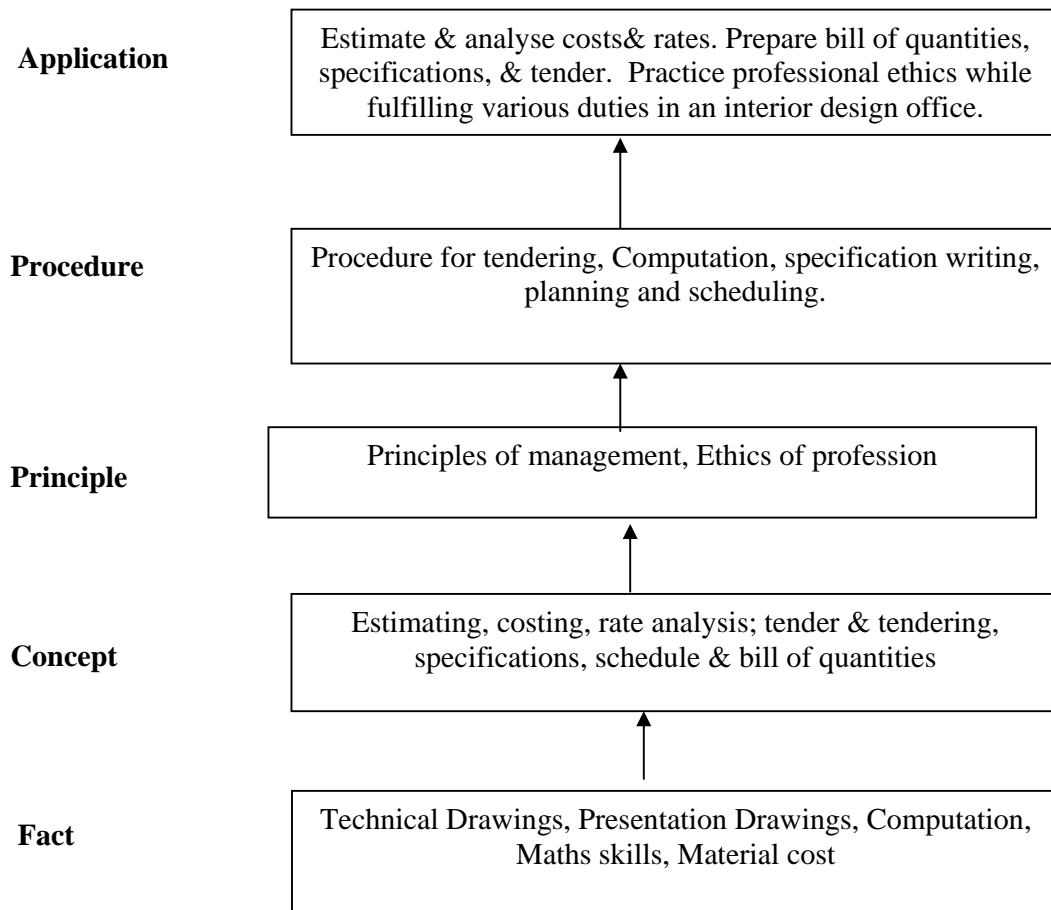 Application
Estimate & analyse costs& rates. Prepare bill of quantities,
specifications, & tender.  Practice professional ethics while
fulfilling various duties in an interior design office.
Procedure
Procedure for tendering, Computation, specification writing,
planning and scheduling.
Principle
Principles of management, Ethics of profession
Concept
Estimating, costing, rate analysis; tender & tendering,
specifications, schedule & bill of quantities
Fact
Technical Drawings, Presentation Drawings, Computation,
Maths skills, Material cost